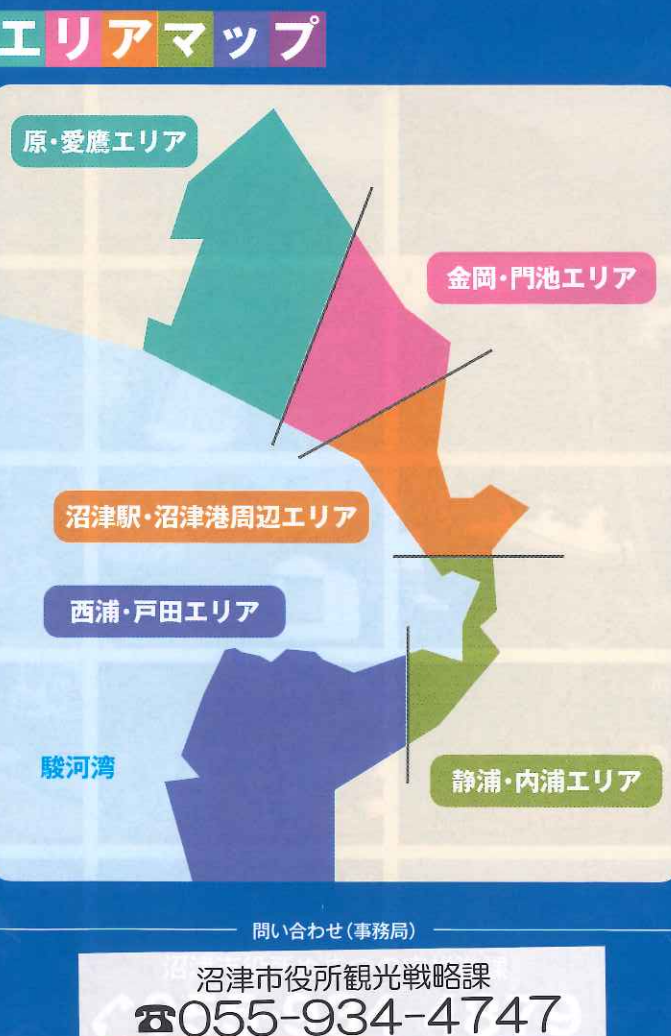 エリアマップ
原・愛鷹エリア
金岡・門池エリア
沼津駅・沼津港周辺エリア
西浦・戸田エリア
駿河湾
静浦・内浦エリア
問い合わせ(事務局)
沼津市役所観光戦略課
☎055-934-4747